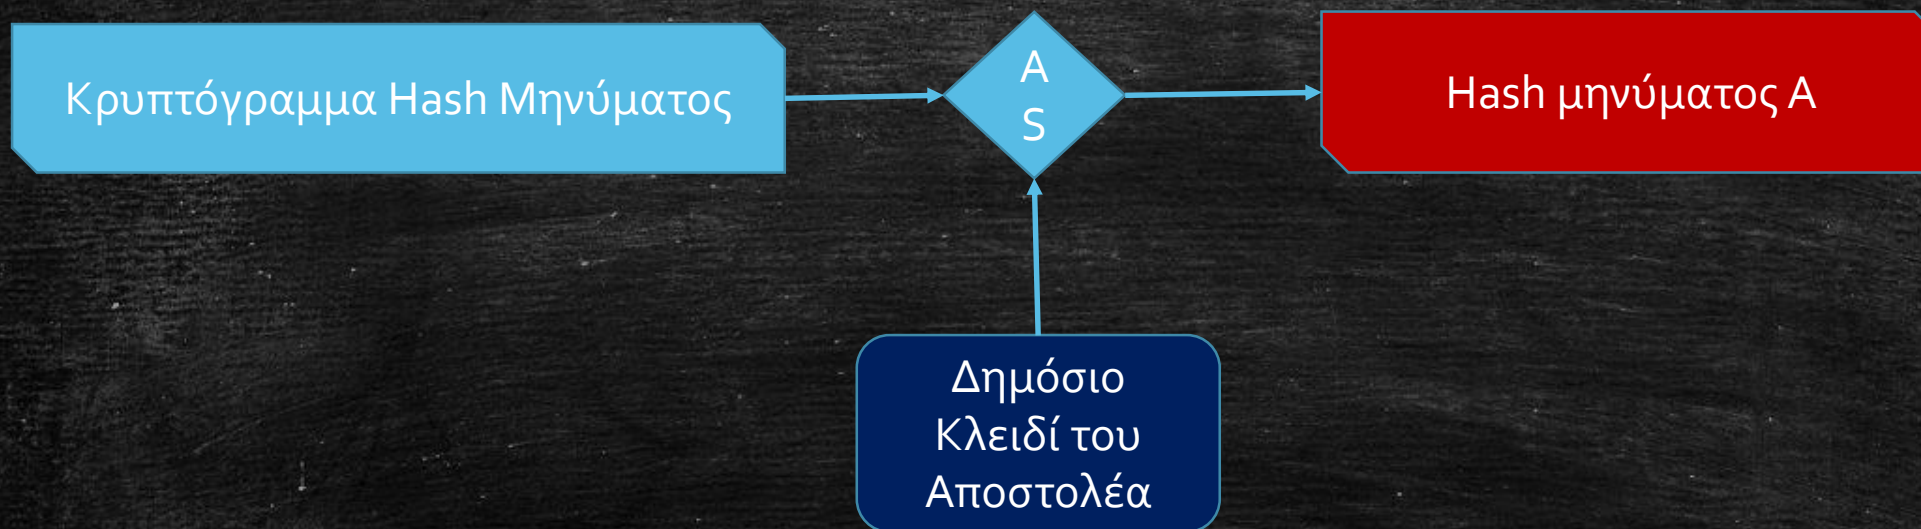 Κρυπτόγραμμα Hash Μηνύματος
A
S
Hash μηνύματος Α
Δημόσιο
Κλειδί του
Αποστολέα